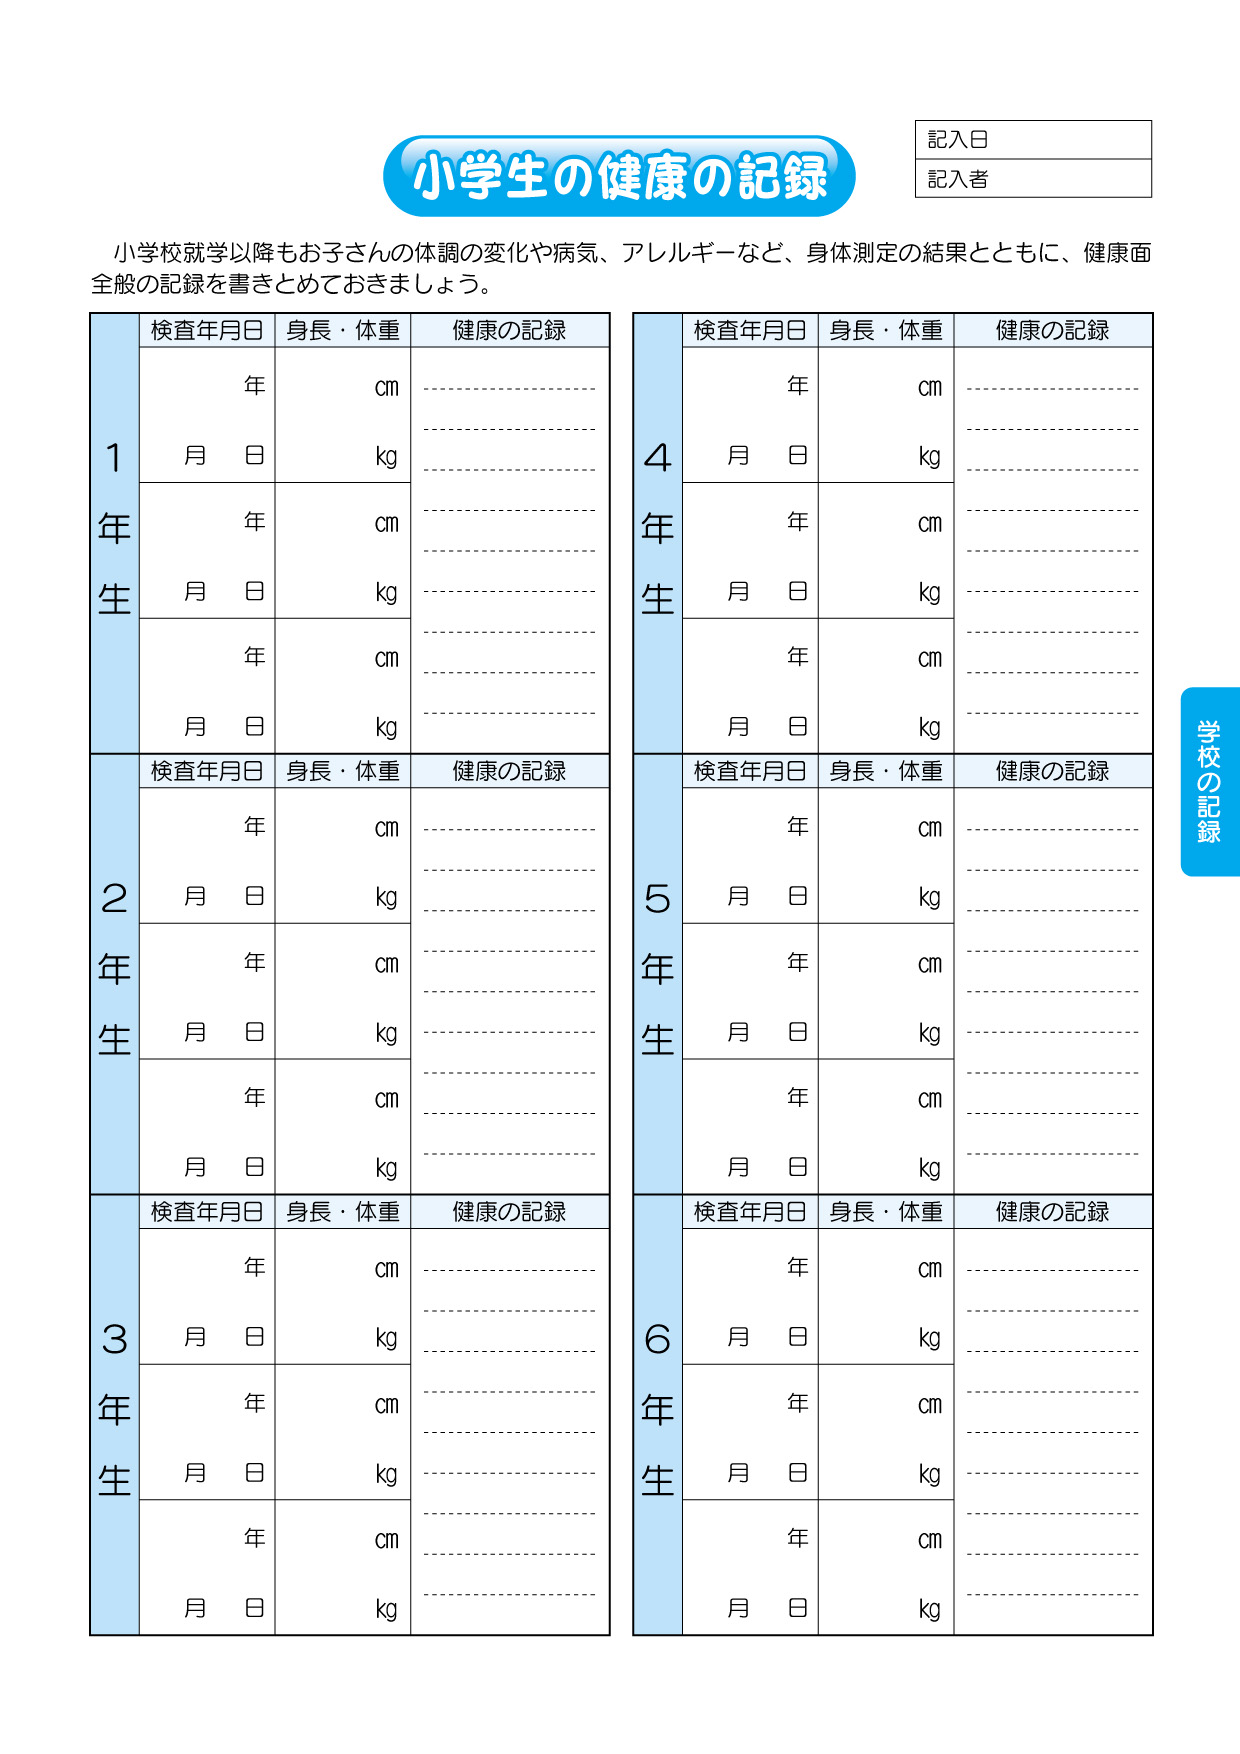 記入日
記入者
小学生の健康の記録
小学校就学以降もお子さんの体調の変化や病気、アレルギーなど、身体測定の結果とともに、健康面
全般の記録を書きとめておきましょう。
1年生
検査年月日 身長・体重 健康の記録
年 cm
月 日 kg
年 cm
月 日 kg
年 cm
月 日 kg
2年生
検査年月日 身長・体重 健康の記録
年 cm
月 日 kg
年 cm
月 日 kg
年 cm
月 日 kg
3年生
検査年月日 身長・体重 健康の記録
年 cm
月 日 kg
年 cm
月 日 kg
年 cm
月 日 kg
4年生
検査年月日 身長・体重 健康の記録
年 cm
月 日 kg
年 cm
月 日 kg
年 cm
月 日 kg
5年生
検査年月日 身長・体重 健康の記録
年 cm
月 日 kg
年 cm
月 日 kg
年 cm
月 日 kg
6年生
検査年月日 身長・体重 健康の記録
年 cm
月 日 kg
年 cm
月 日 kg
年 cm
月 日 kg
学校の記録